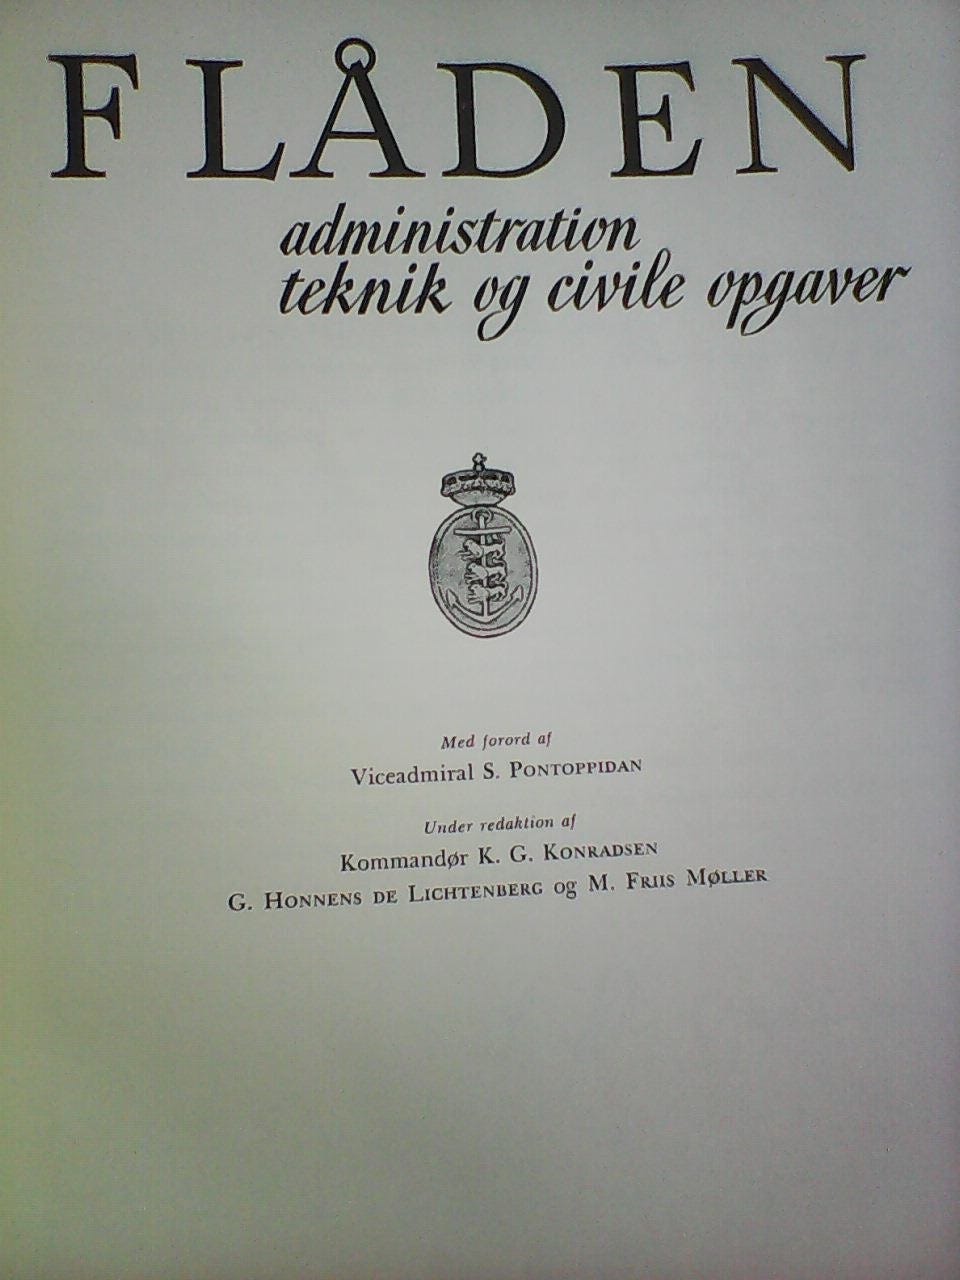 FLÅDEN
administration
teknik og civile opgaver
Med forord af
Viceadmiral S. PONTOPPIDAN
Under redaktion af
Kommandør K. G. KONRADSEN
G. HONNENS DE LICHTENBERG og M. FRIIS MØLLER